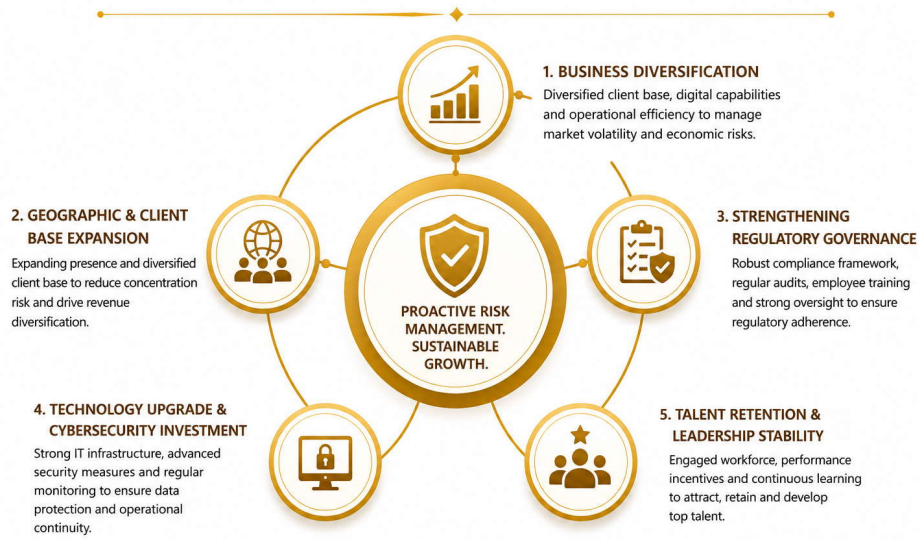 1. BUSINESS DIVERSIFICATION
Diversified client base, digital capabilities
and operational efficiency to manage
market volatility and economic risks.
2. GEOGRAPHIC & CLIENT
BASE EXPANSION
Expanding presence and diversified
client base to reduce concentration
risk and drive revenue
diversification.
3. STRENGTHENING
REGULATORY GOVERNANCE
Robust compliance framework,
regular audits, employee training
and strong oversight to ensure
regulatory adherence.
PROACTIVE RISK
MANAGEMENT.
SUSTAINABLE
GROWTH.
4. TECHNOLOGY UPGRADE &
CYBERSECURITY INVESTMENT
Strong IT infrastructure, advanced
security measures and regular
monitoring to ensure data
protection and operational
continuity.
5. TALENT RETENTION &
LEADERSHIP STABILITY
Engaged workforce, performance
incentives and continuous learning
to attract, retain and develop
top talent.